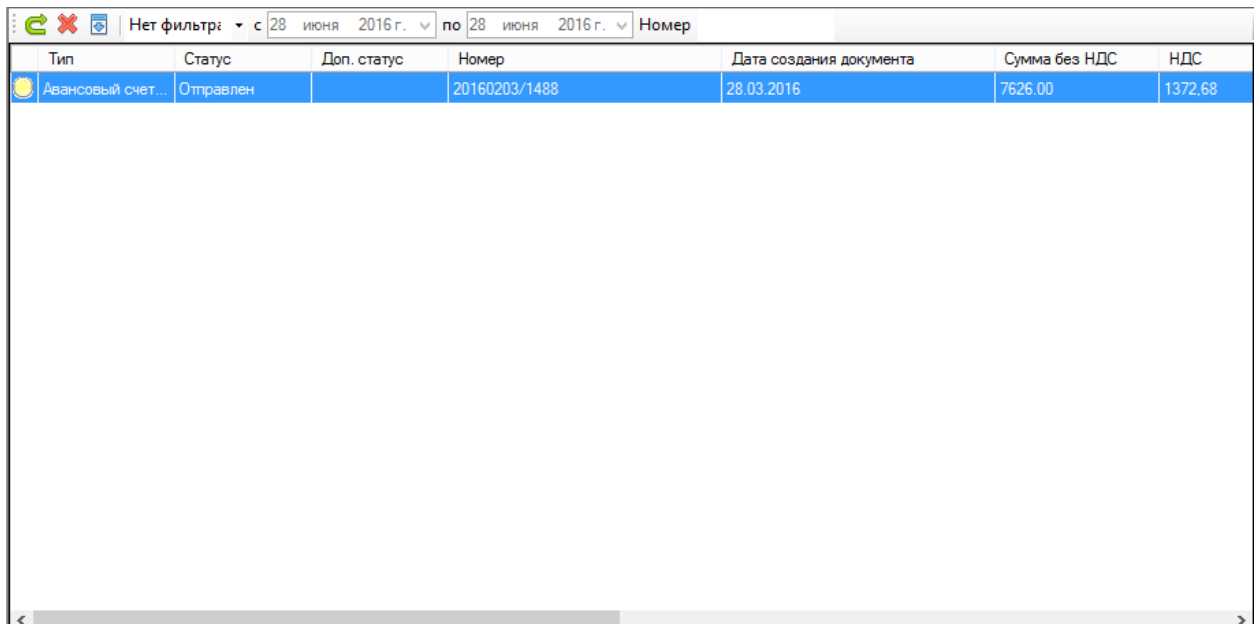 Нет фильтра с 28 июня 2016 г. по 28 июня 2016 г. Номер
Тип Статус Доп. статус Номер Дата создания документа Сумма без НДС НДС
Авансовый счет... Отправлен 20160203/1488 28.03.2016 7626.00 1372,68